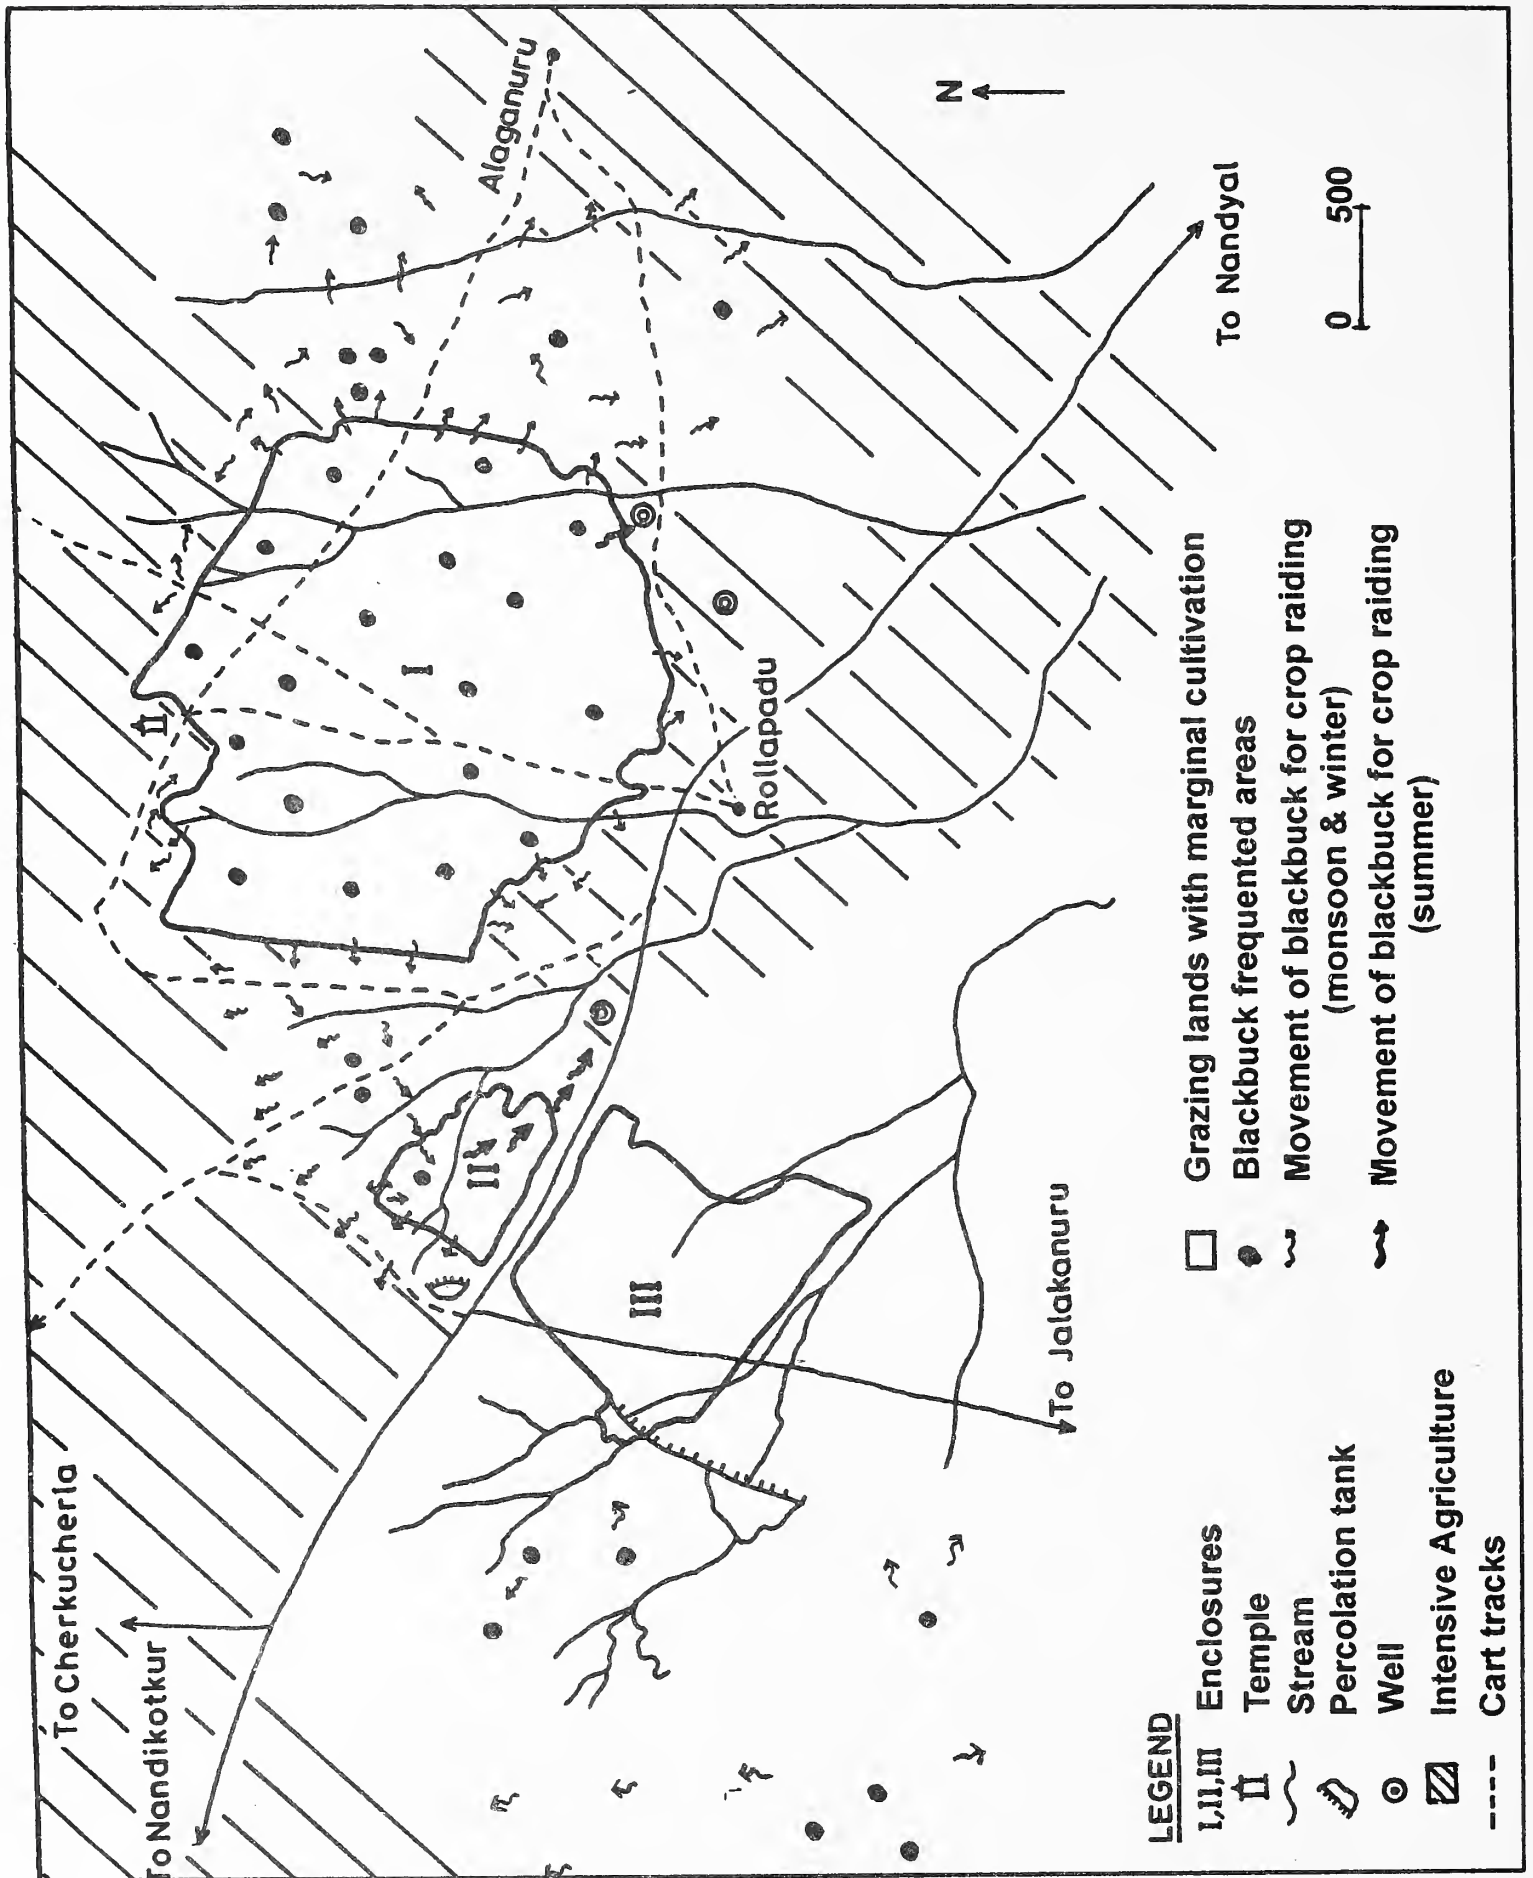 To Cherkucherla
To Nandikotkur
Alaganuru
N
I
II
III
Rollapadu
To Nandyal
To Jalakanuru
0 500
LEGEND
I,II,III Enclosures
Temple
Stream
Percolation tank
Well
Intensive Agriculture
Cart tracks
Grazing lands with marginal cultivation
Blackbuck frequented areas
Movement of blackbuck for crop raiding
(monsoon & winter)
Movement of blackbuck for crop raiding
(summer)